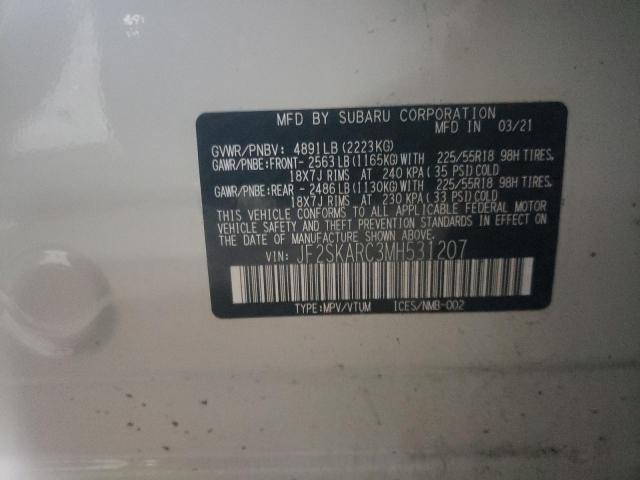 MFD BY SUBARU CORPORATION
MFD IN 03/21
GVWR/PNBV: 4891LB(2223KG)
GAWR/PNBE:FRONT- 2563LB(1165KG)WITH 225/55R18 98H TIRES,
18X7J RIMS AT 240 KPA( 35 PSI)COLD
GAWR/PNBE:REAR - 2486LB(1130KG)WITH 225/55R18 98H TIRES,
18X7J RIMS AT 230 KPA( 33 PSI)COLD
THIS VEHICLE CONFORMS TO ALL APPLICABLE FEDERAL MOTOR
VEHICLE SAFETY AND THEFT PREVENTION STANDARDS IN EFFECT ON
THE DATE OF MANUFACTURE SHOWN ABOVE.
VIN: JF2SKARC3MH531207
TYPE:MPV/VTUM ICES/NMB-002